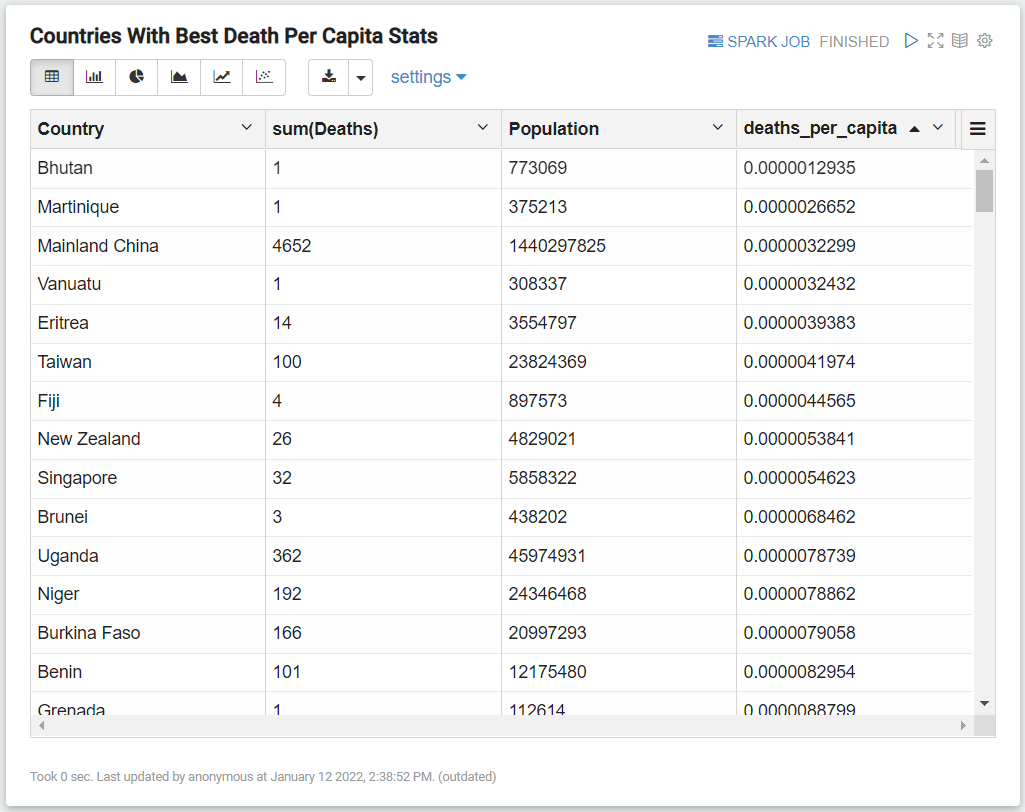 Countries With Best Death Per Capita Stats
SPARK JOB FINISHED
settings
Country sum(Deaths) Population deaths_per_capita
Bhutan 1 773069 0.0000012935
Martinique 1 375213 0.0000026652
Mainland China 4652 1440297825 0.0000032299
Vanuatu 1 308337 0.0000032432
Eritrea 14 3554797 0.0000039383
Taiwan 100 23824369 0.0000041974
Fiji 4 897573 0.0000044565
New Zealand 26 4829021 0.0000053841
Singapore 32 5858322 0.0000054623
Brunei 3 438202 0.0000068462
Uganda 362 45974931 0.0000078739
Niger 192 24346468 0.0000078862
Burkina Faso 166 20997293 0.0000079058
Benin 101 12175480 0.0000082954
Grenada 1 112614 0.0000088799
Took 0 sec. Last updated by anonymous at January 12 2022, 2:38:52 PM. (outdated)